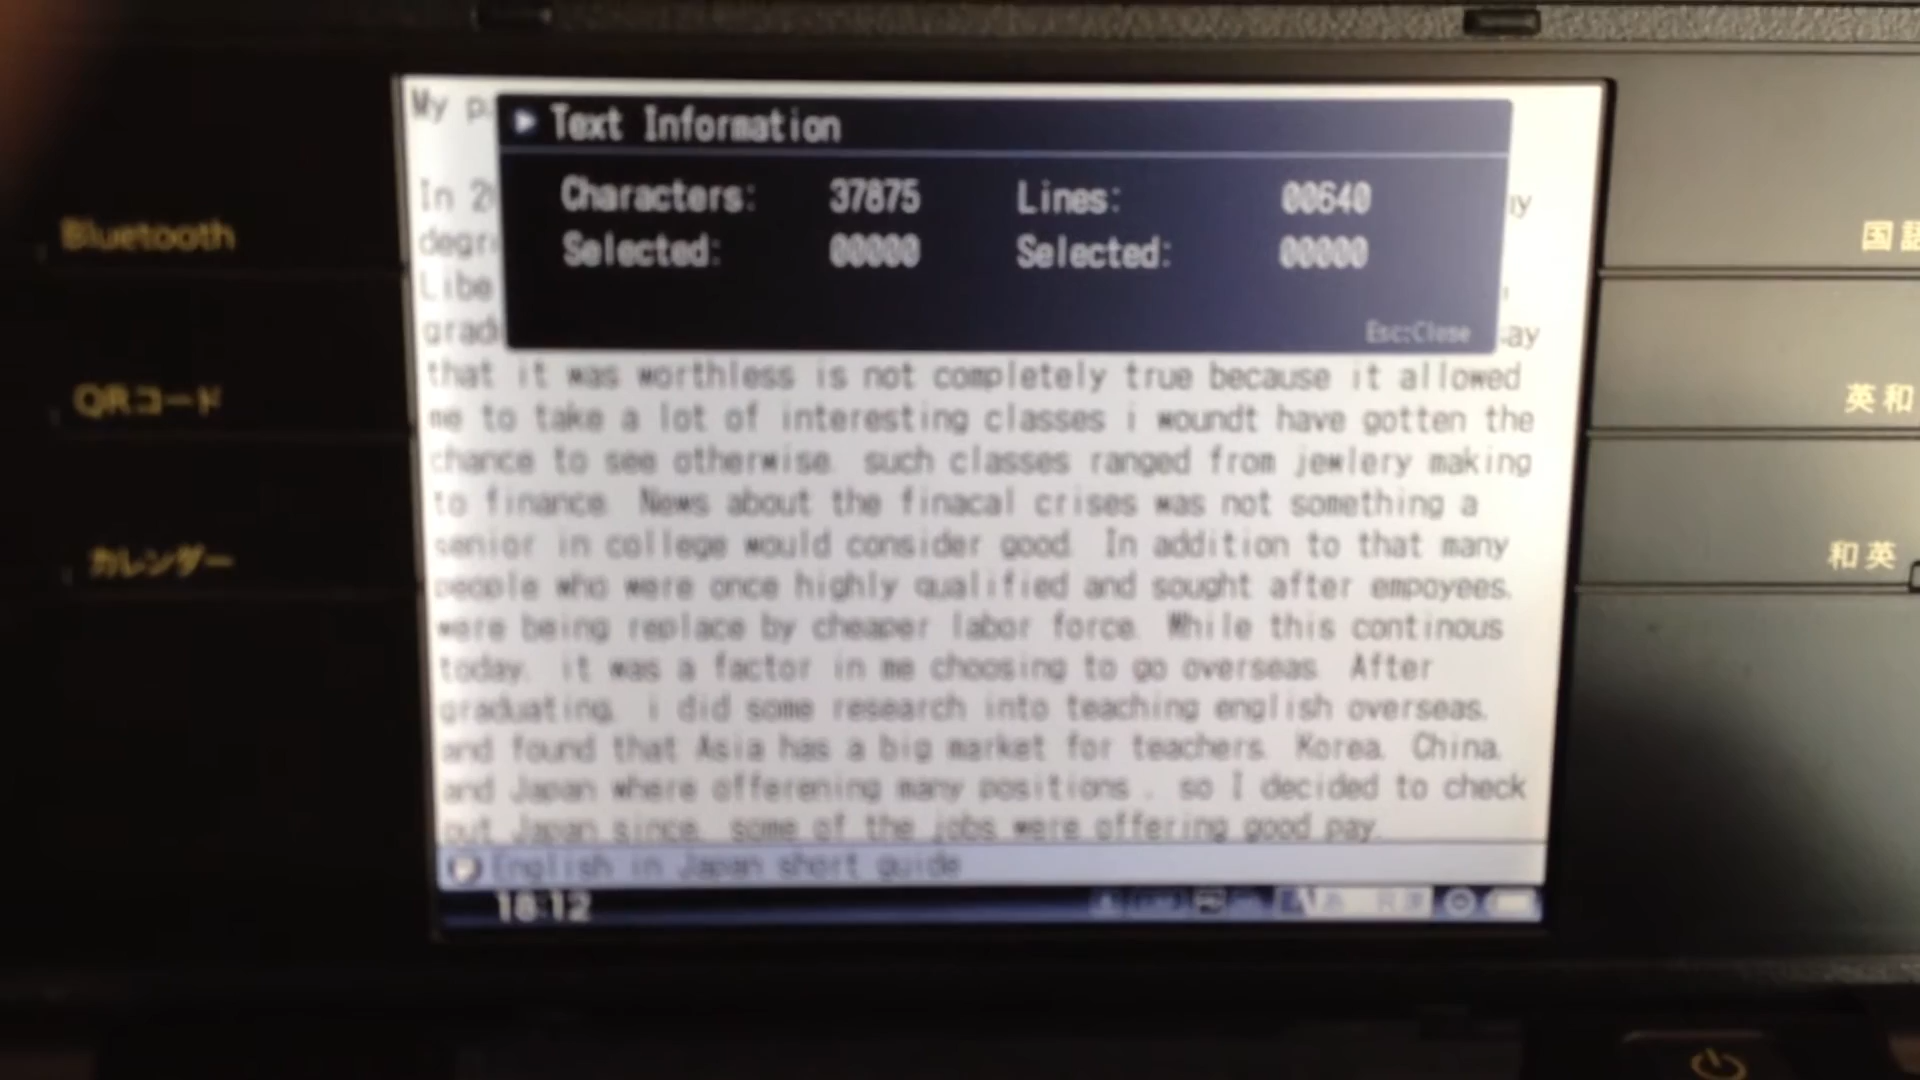 My p
Text Information
Characters: 37875 Lines: 00640
Selected: 00000 Selected: 00000
Esc:Close
In 2
degr
Libe
grad
ay
that it was worthless is not completely true because it allowed
me to take a lot of interesting classes i woundt have gotten the
chance to see otherwise. such classes ranged from jewlery making
to finance. News about the finacal crises was not something a
senior in college would consider good. In addition to that many
people who were once highly qualified and sought after empoyees.
were being replace by cheaper labor force. While this continous
today. it was a factor in me choosing to go overseas. After
graduating. i did some research into teaching english overseas.
and found that Asia has a big market for teachers. Korea. China.
and Japan where offerening many positions . so I decided to check
out Japan since. some of the jobs were offering good pay.
English in Japan short guide
18:12
Bluetooth
QRコード
カレンダー
国語
英和
和英